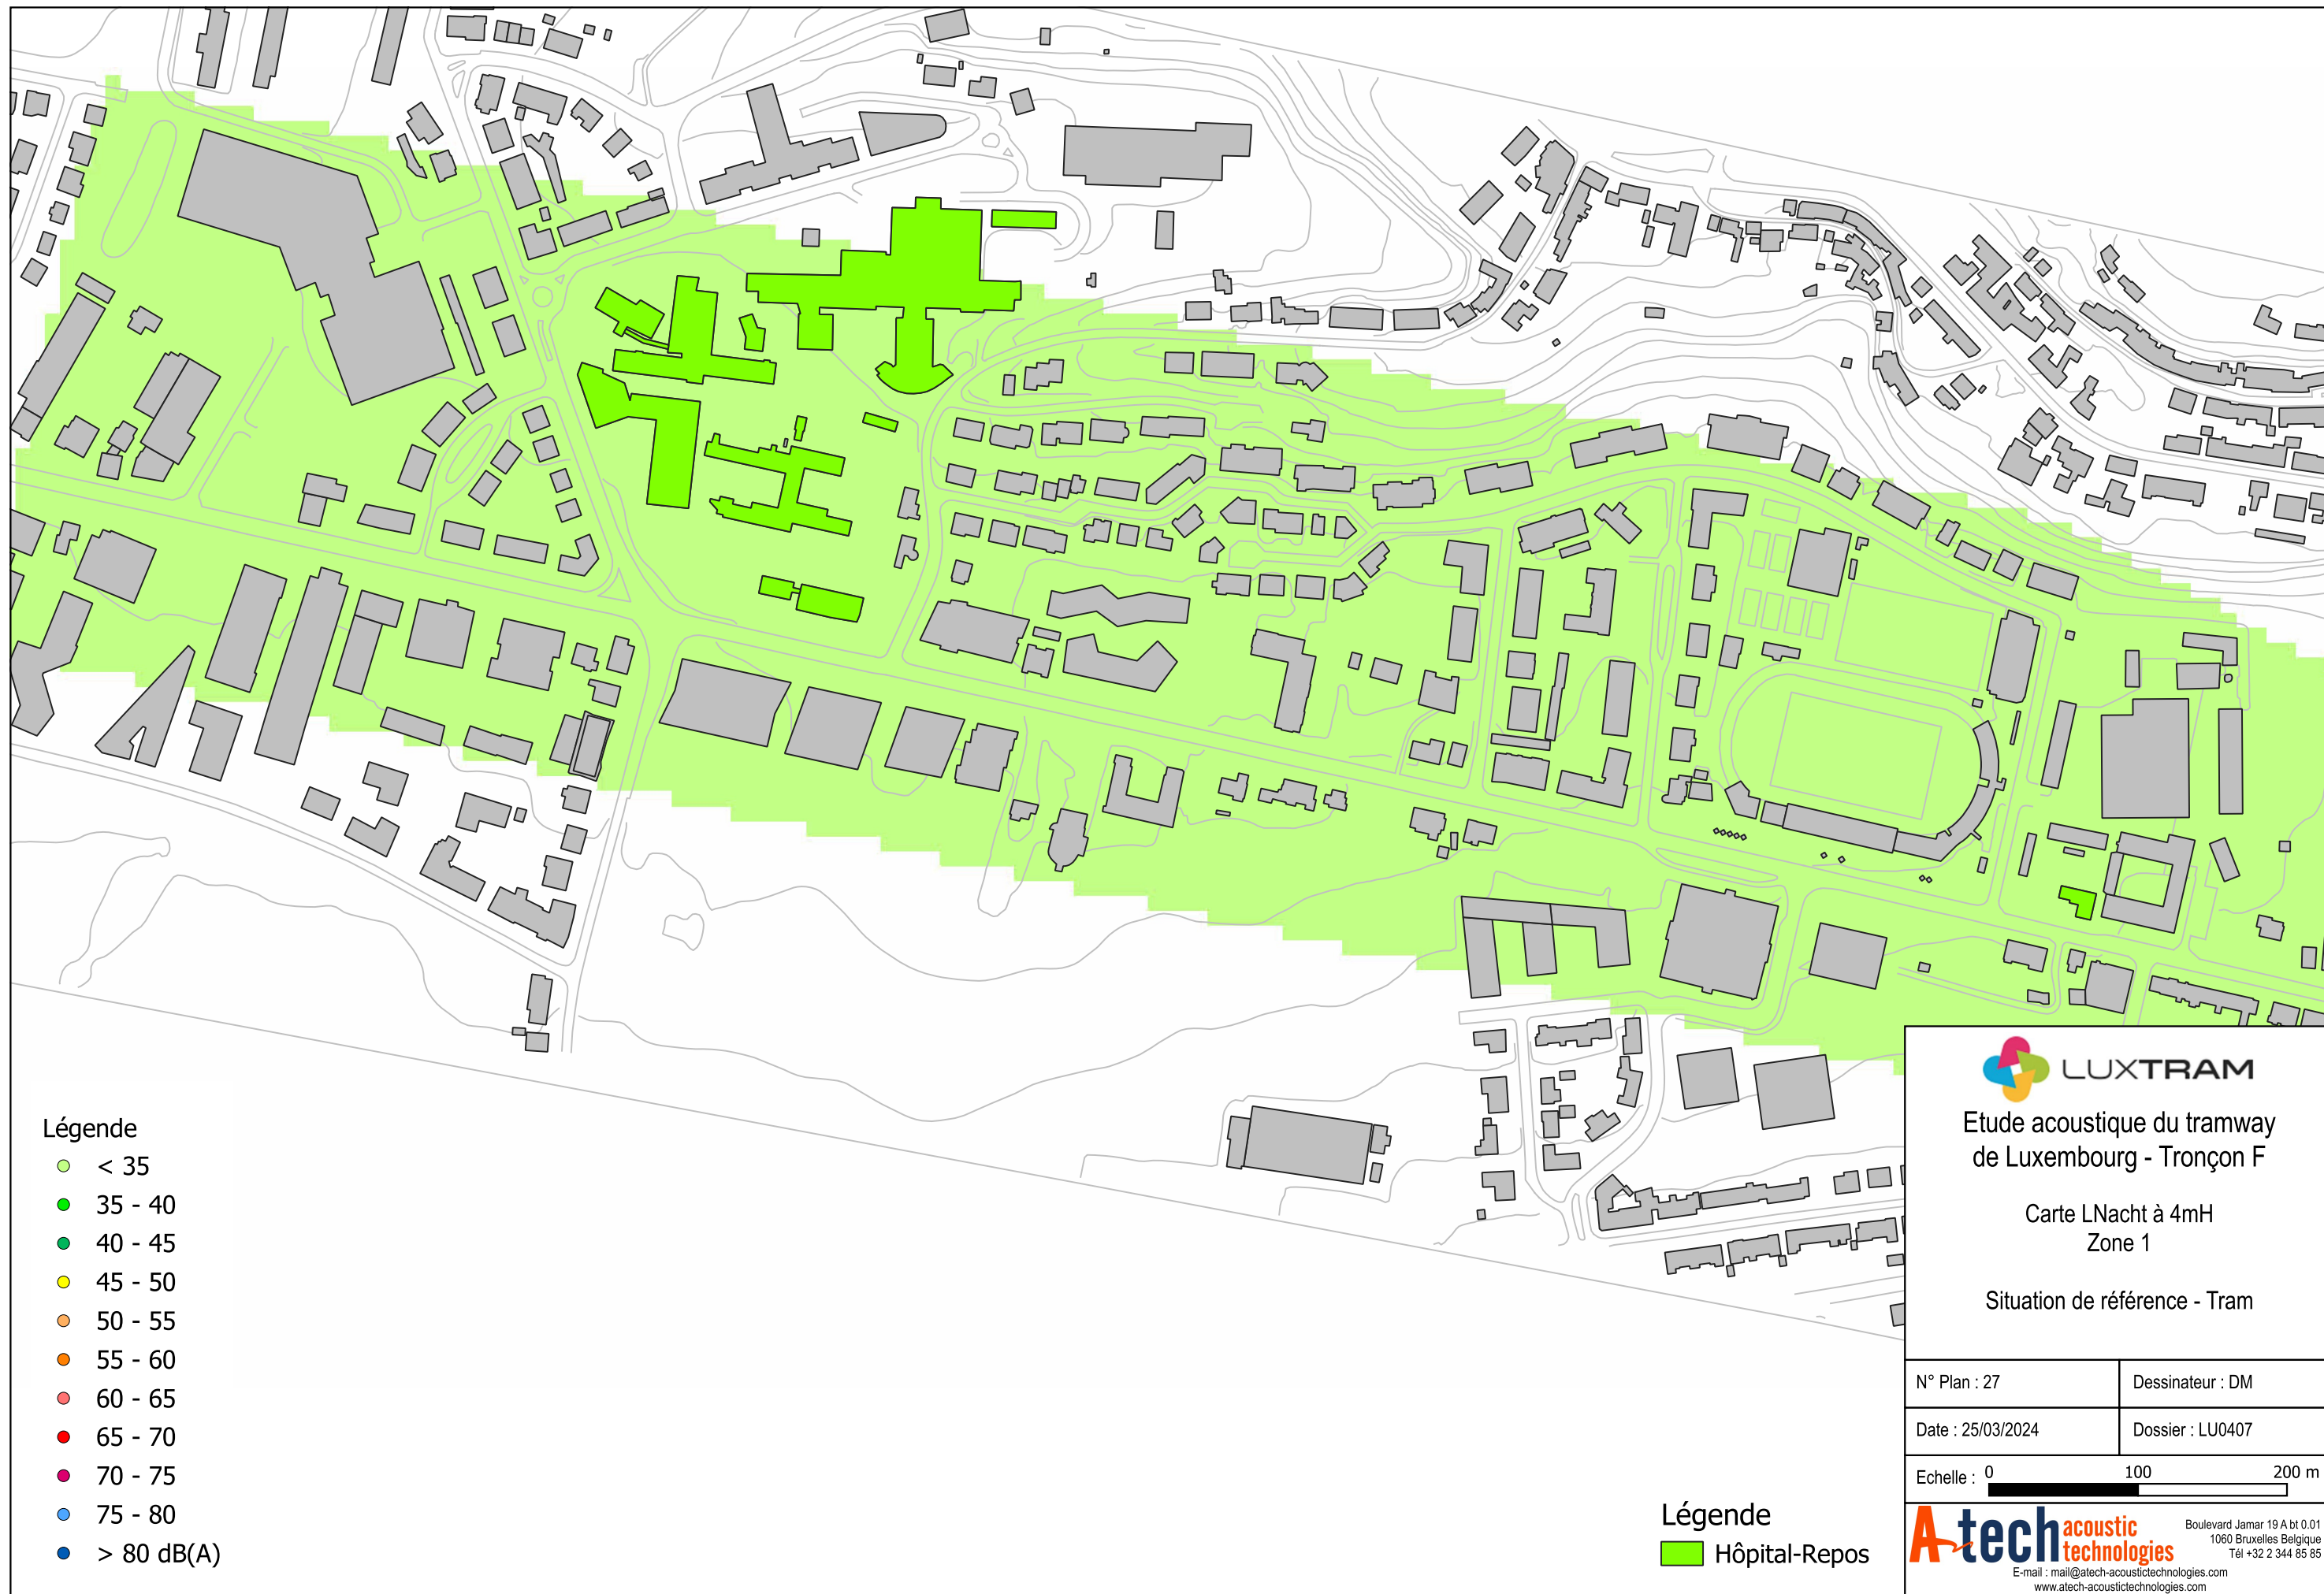 Légende
< 35
35 - 40
40 - 45
45 - 50
50 - 55
55 - 60
60 - 65
65 - 70
70 - 75
75 - 80
> 80 dB(A)
Légende
Hôpital-Repos
LUXTRAM
Etude acoustique du tramway
de Luxembourg - Tronçon F
Carte LNacht à 4mH
Zone 1
Situation de référence - Tram
N° Plan : 27
Dessinateur : DM
Date : 25/03/2024
Dossier : LU0407
Echelle : 0 100 200 m
A-tech acoustic technologies
Boulevard Jamar 19 A bt 0.01
1060 Bruxelles Belgique
Tél +32 2 344 85 85
E-mail : mail@atech-acoustictechnologies.com
www.atech-acoustictechnologies.com